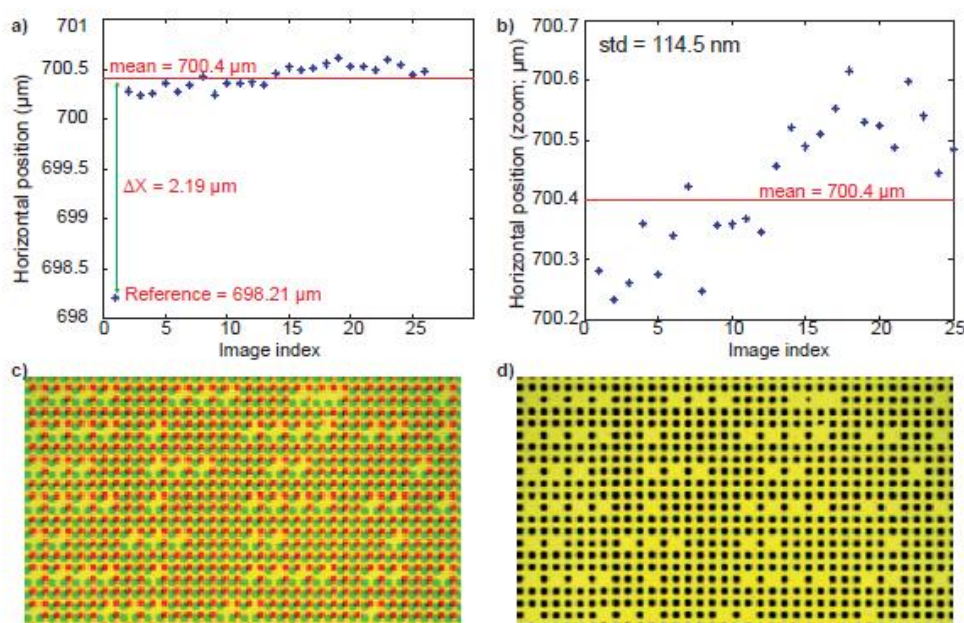 a)
701
700.5
700
699.5
699
698.5
698
Horizontal position (µm)
mean = 700.4 µm
ΔX = 2.19 µm
Reference = 698.21 µm
0 5 10 15 20 25
Image index
b)
700.7
700.6
700.5
700.4
700.3
700.2
Horizontal position (zoom; µm)
std = 114.5 nm
mean = 700.4 µm
0 5 10 15 20 25
Image index
c)
d)